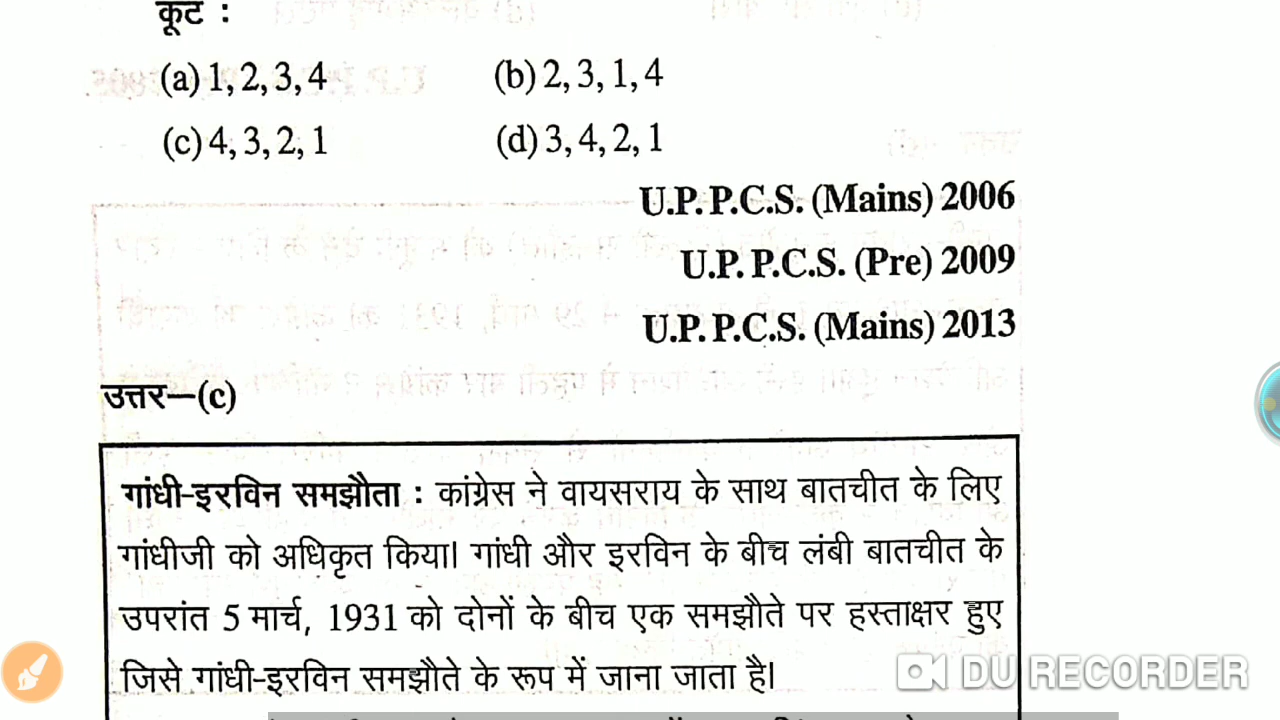 कूट :
(a) 1, 2, 3, 4 (b) 2, 3, 1, 4
(c) 4, 3, 2, 1 (d) 3, 4, 2, 1
U.P. P.C.S. (Mains) 2006
U.P. P.C.S. (Pre) 2009
U.P. P.C.S. (Mains) 2013
उत्तर—(c)
गांधी-इरविन समझौता : कांग्रेस ने वायसराय के साथ बातचीत के लिए
गांधीजी को अधिकृत किया। गांधी और इरविन के बीच लंबी बातचीत के
उपरांत 5 मार्च, 1931 को दोनों के बीच एक समझौते पर हस्ताक्षर हुए
जिसे गांधी-इरविन समझौते के रूप में जाना जाता है।
DU RECORDER